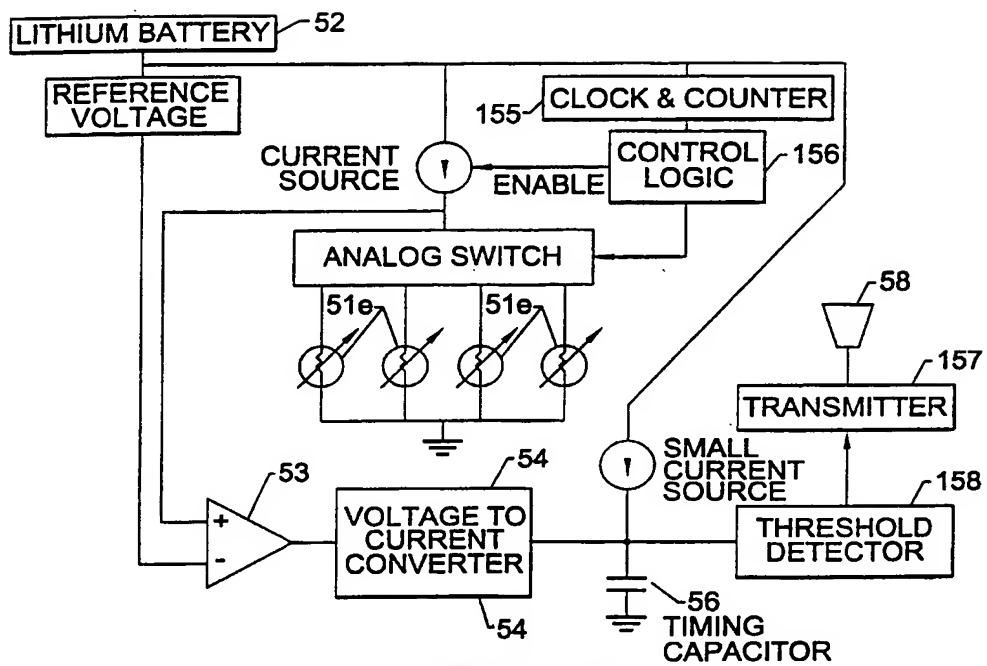 LITHIUM BATTERY
52
REFERENCE
VOLTAGE
155
CLOCK & COUNTER
CURRENT
SOURCE
ENABLE
CONTROL
LOGIC
156
ANALOG SWITCH
51e
51e
58
157
TRANSMITTER
SMALL
CURRENT
SOURCE
158
THRESHOLD
DETECTOR
53
+
-
54
VOLTAGE TO
CURRENT
CONVERTER
54
56
TIMING
CAPACITOR